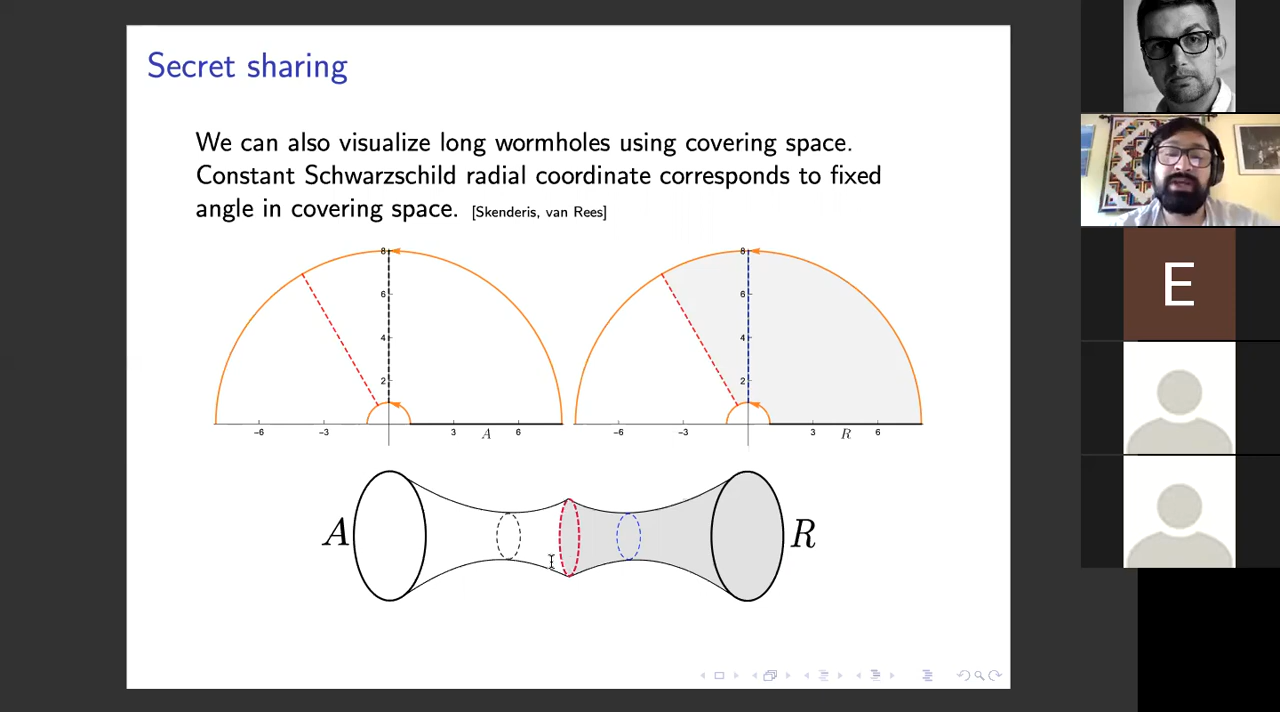 Secret sharing
We can also visualize long wormholes using covering space.
Constant Schwarzschild radial coordinate corresponds to fixed
angle in covering space. [Skenderis, van Rees]
8
6
4
2
-6 -3 3 A 6
8
6
4
2
-6 -3 3 R 6
A
R
E